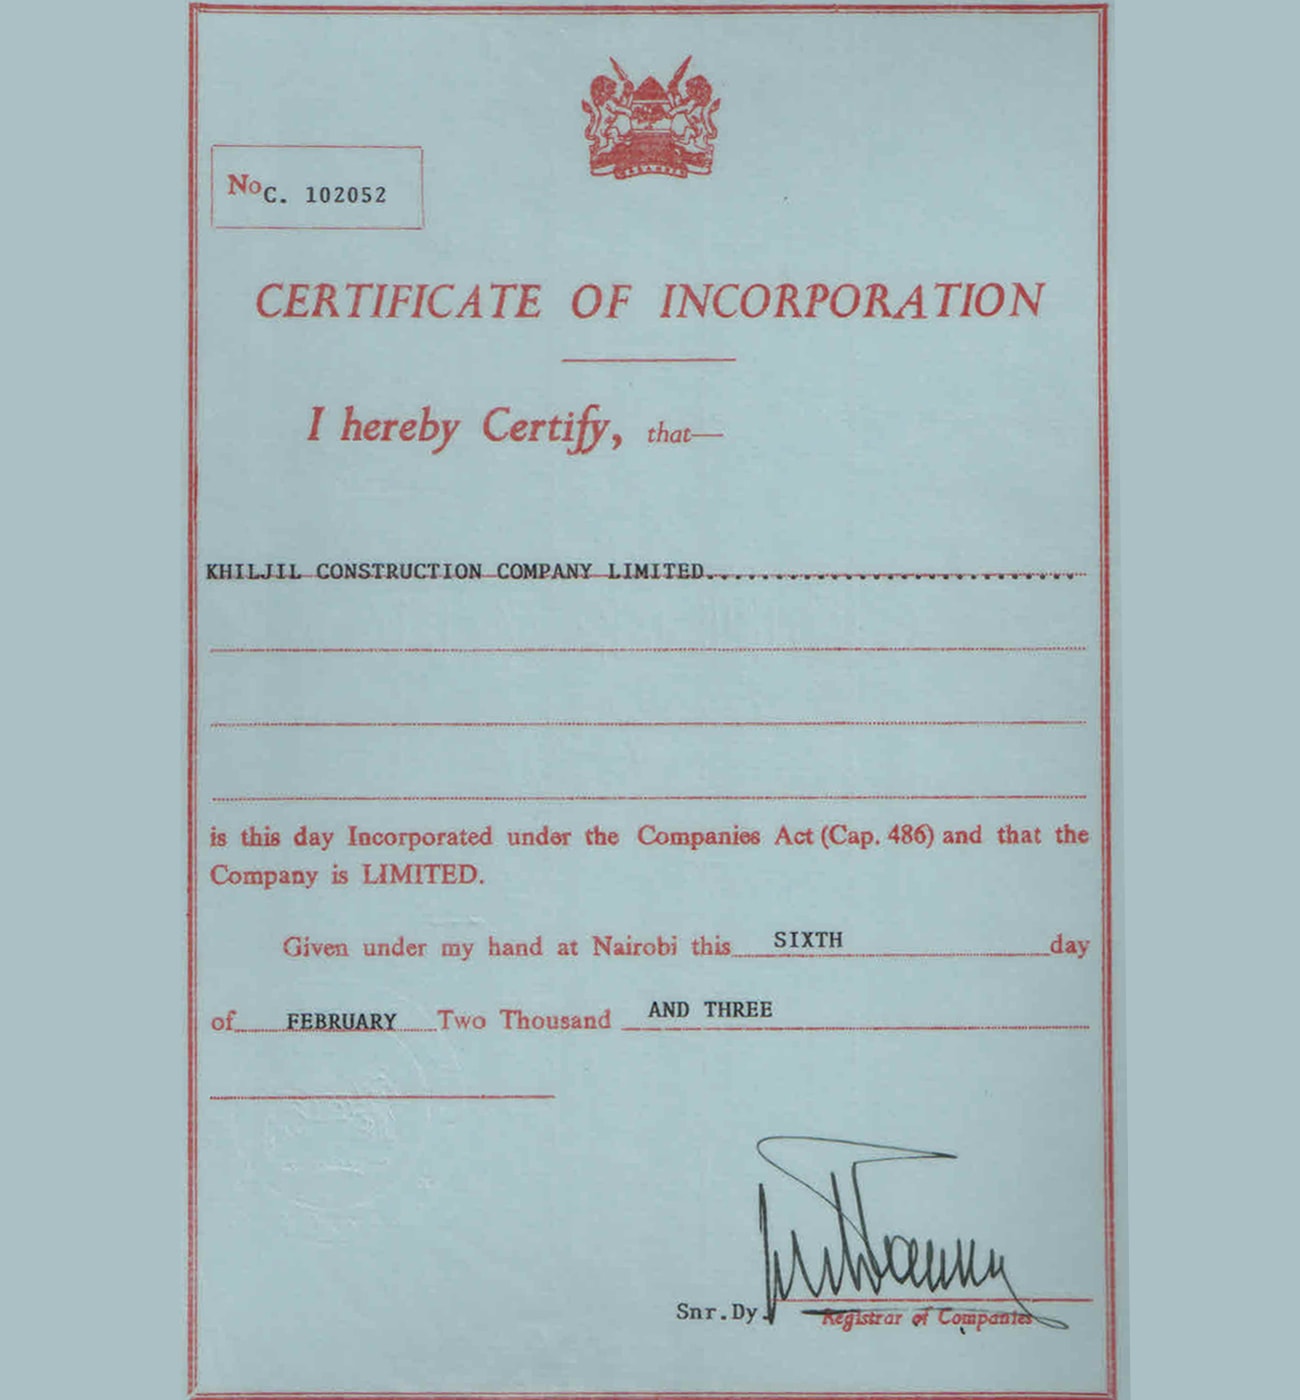 No C. 102052
CERTIFICATE OF INCORPORATION
I hereby Certify, that—
KHILJIL CONSTRUCTION COMPANY LIMITED...........................
is this day Incorporated under the Companies Act (Cap. 486) and that the
Company is LIMITED.
Given under my hand at Nairobi this SIXTH day
of FEBRUARY Two Thousand AND THREE
Snr.Dy.
Registrar of Companies